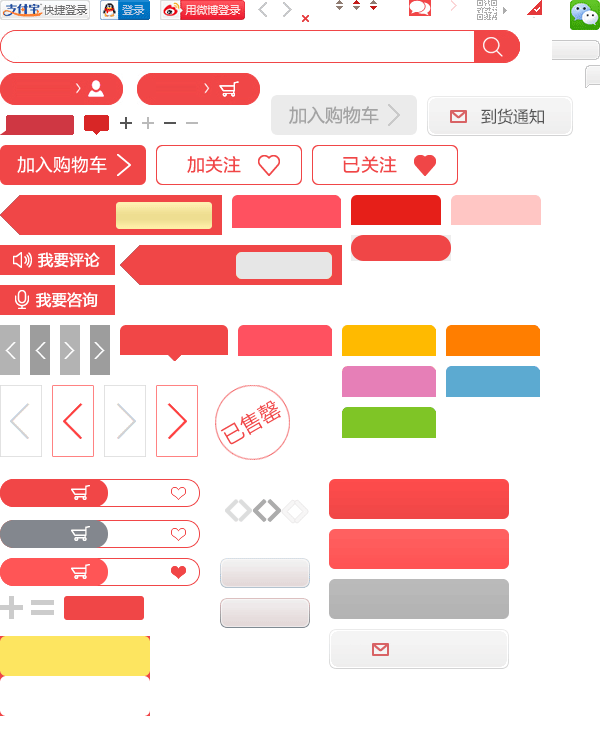 支付宝 快捷登录
登录
用微博登录
加入购物车
到货通知
加入购物车
加关注
已关注
我要评论
我要咨询
已售罄